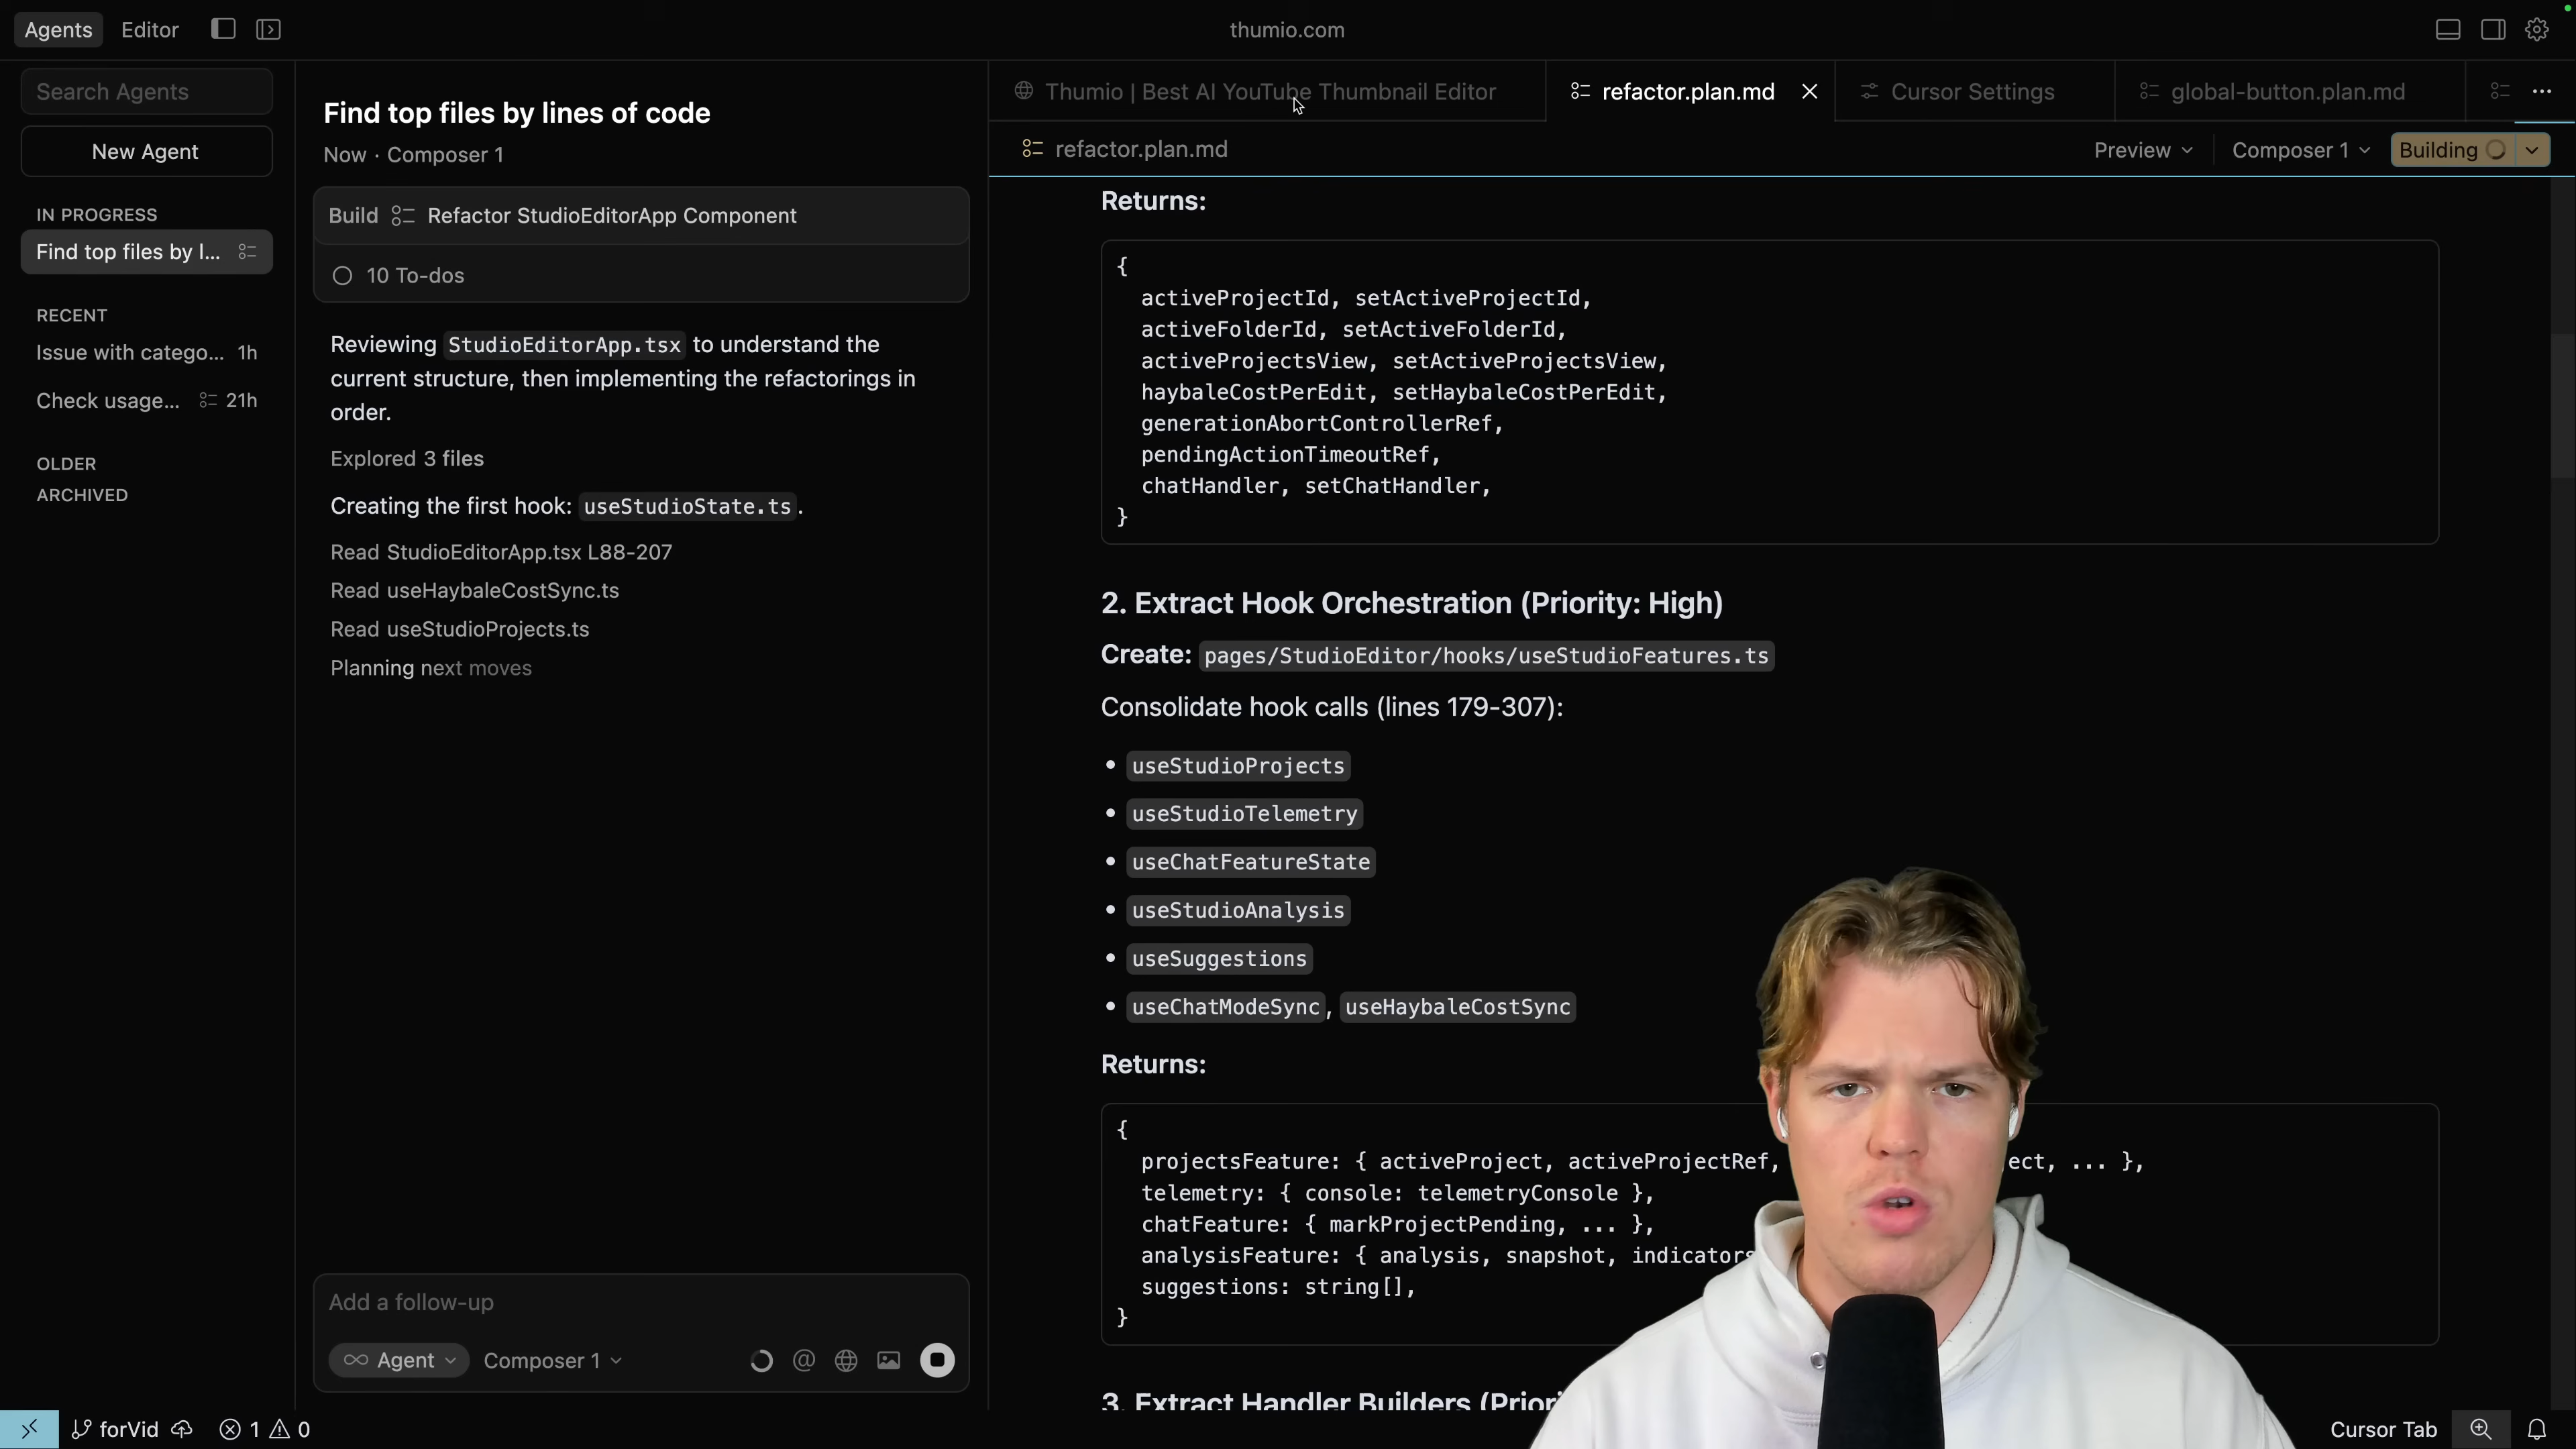 Agents Editor
thumio.com
Search Agents
New Agent
IN PROGRESS
Find top files by l...
RECENT
Issue with catego... 1h
Check usage... 21h
OLDER
ARCHIVED
Find top files by lines of code
Now · Composer 1
Build Refactor StudioEditorApp Component
10 To-dos
Reviewing StudioEditorApp.tsx to understand the
current structure, then implementing the refactorings in
order.
Explored 3 files
Creating the first hook: useStudioState.ts.
Read StudioEditorApp.tsx L88-207
Read useHaybaleCostSync.ts
Read useStudioProjects.ts
Planning next moves
Add a follow-up
Agent Composer 1
Thumio | Best AI YouTube Thumbnail Editor
refactor.plan.md
Cursor Settings
global-button.plan.md
refactor.plan.md
Preview Composer 1 Building
Returns:
{
activeProjectId, setActiveProjectId,
activeFolderId, setActiveFolderId,
activeProjectsView, setActiveProjectsView,
haybaleCostPerEdit, setHaybaleCostPerEdit,
generationAbortControllerRef,
pendingActionTimeoutRef,
chatHandler, setChatHandler,
}
2. Extract Hook Orchestration (Priority: High)
Create: pages/StudioEditor/hooks/useStudioFeatures.ts
Consolidate hook calls (lines 179-307):
• useStudioProjects
• useStudioTelemetry
• useChatFeatureState
• useStudioAnalysis
• useSuggestions
• useChatModeSync, useHaybaleCostSync
Returns:
{
projectsFeature: { activeProject, activeProjectRef, ect, ... },
telemetry: { console: telemetryConsole },
chatFeature: { markProjectPending, ... },
analysisFeature: { analysis, snapshot, indicators
suggestions: string[],
}
3. Extract Handler Builders (Prior
forVid 1 0
Cursor Tab